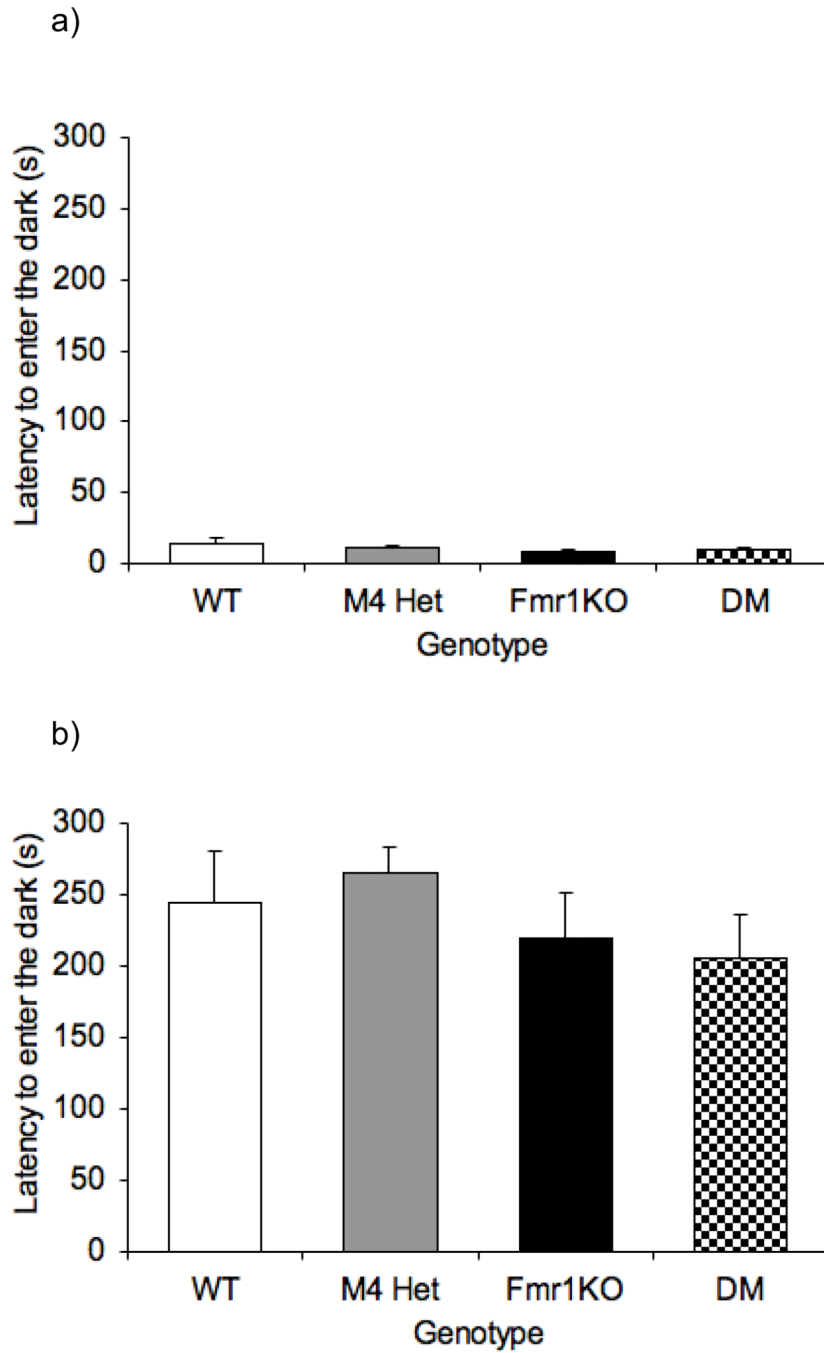 a)
Latency to enter the dark (s)
300
250
200
150
100
50
0
WT M4 Het Fmr1KO DM
Genotype
b)
Latency to enter the dark (s)
300
250
200
150
100
50
0
WT M4 Het Fmr1KO DM
Genotype